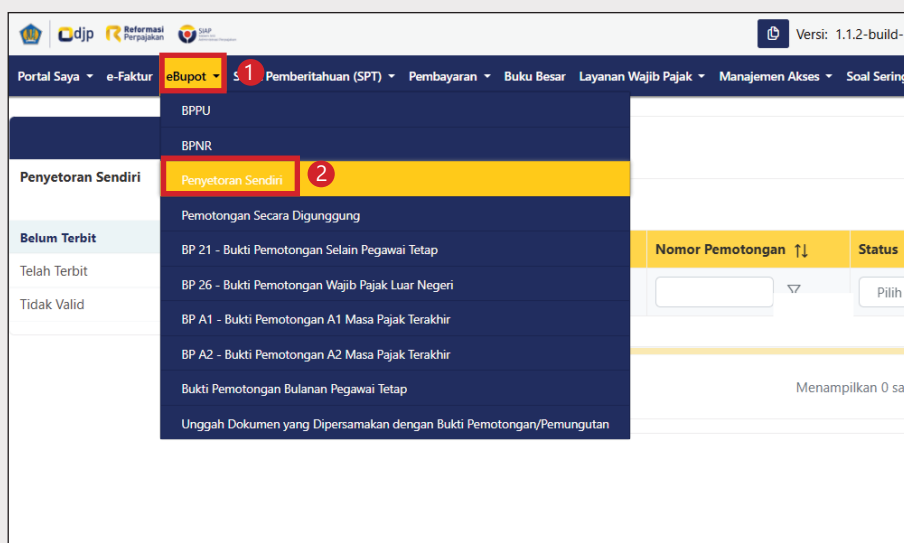 djp Reformasi Perpajakan SIAP Versi: 1.1.2-build-
Portal Saya e-Faktur eBupot 1 Pemberitahuan (SPT) Pembayaran Buku Besar Layanan Wajib Pajak Manajemen Akses Soal Sering
BPPU
BPNR
Penyetoran Sendiri
Penyetoran Sendiri 2
Pemotongan Secara Digunggung
Belum Terbit
BP 21 - Bukti Pemotongan Selain Pegawai Tetap
Nomor Pemotongan ↑↓ Status
Telah Terbit
BP 26 - Bukti Pemotongan Wajib Pajak Luar Negeri
Pilih
Tidak Valid
BP A1 - Bukti Pemotongan A1 Masa Pajak Terakhir
BP A2 - Bukti Pemotongan A2 Masa Pajak Terakhir
Bukti Pemotongan Bulanan Pegawai Tetap
Menampilkan 0 sa
Unggah Dokumen yang Dipersamakan dengan Bukti Pemotongan/Pemungutan